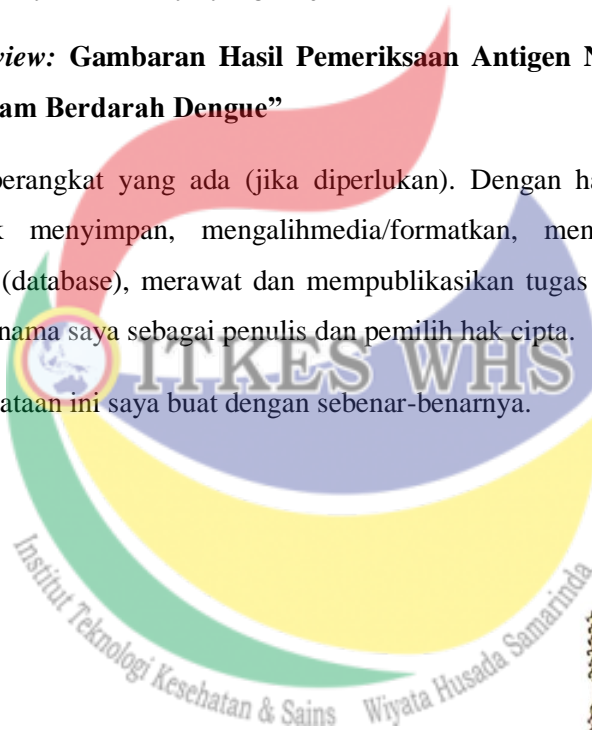 view: Gambaran Hasil Pemeriksaan Antigen N
am Berdarah Dengue”
perangkat yang ada (jika diperlukan). Dengan ha
menyimpan, mengalihmedia/formatkan, men
(database), merawat dan mempublikasikan tugas
nama saya sebagai penulis dan pemilih hak cipta.
ITKES WHS
ataan ini saya buat dengan sebenar-benarnya.
Institut Teknologi Kesehatan & Sains Wiyata Husada Samarinda